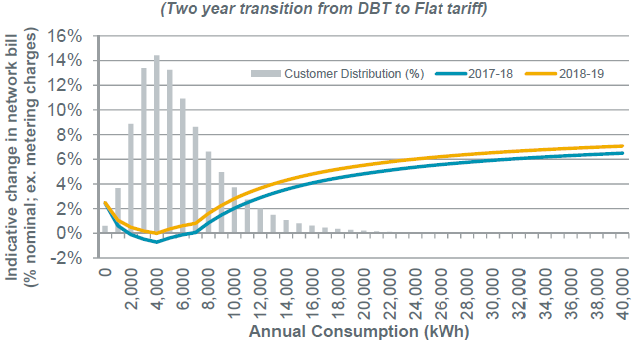 (Two year transition from DBT to Flat tariff)
Indicative change in network bill
(% nominal; ex. metering charges)
16%
14%
12%
10%
8%
6%
4%
2%
0%
-2%
Customer Distribution (%) 2017-18 2018-19
0 2,000 4,000 6,000 8,000 10,000 12,000 14,000 16,000 18,000 20,000 22,000 24,000 26,000 28,000 30,000 32,000 34,000 36,000 38,000 40,000
Annual Consumption (kWh)